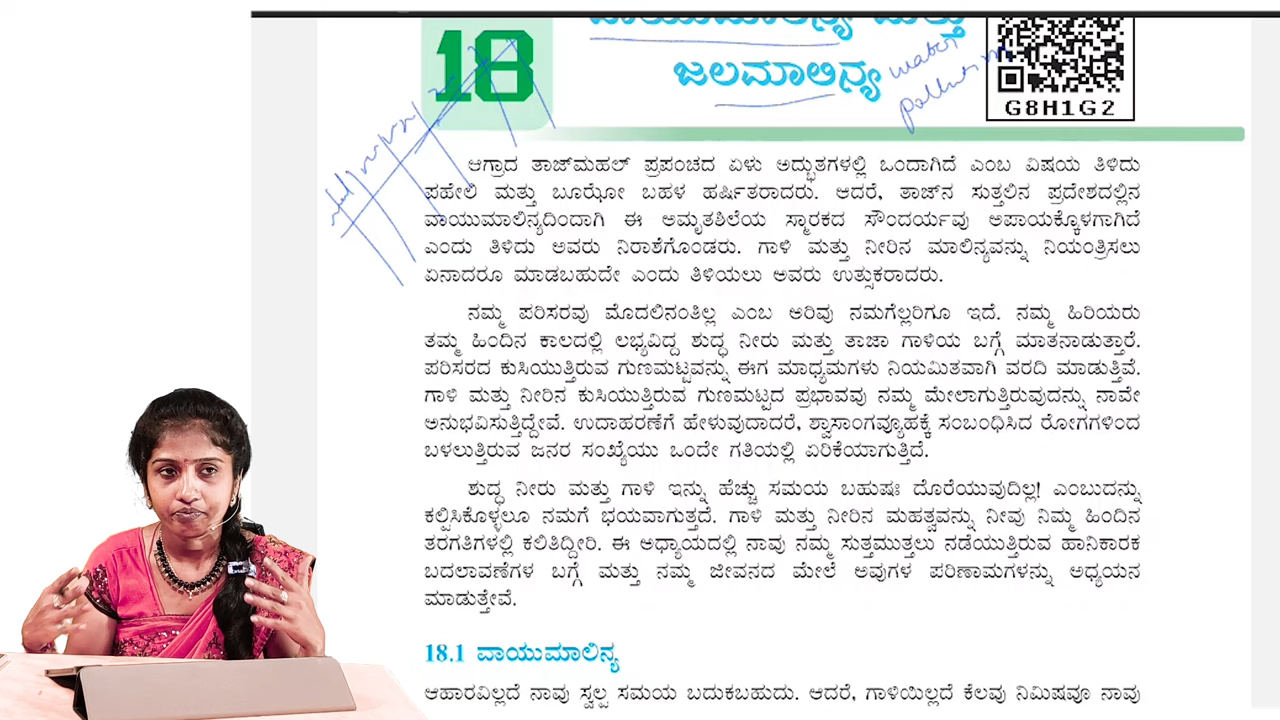 18
ವಾಯುಮಾಲಿನ್ಯ ಮತ್ತು
ಜಲಮಾಲಿನ್ಯ
water
pollution
G8H1G2
ಆಗ್ರಾದ ತಾಜ್‌ಮಹಲ್ ಪ್ರಪಂಚದ ಏಳು ಅದ್ಭುತಗಳಲ್ಲಿ ಒಂದಾಗಿದೆ ಎಂಬ ವಿಷಯ ತಿಳಿದು
ಪಹೇಲಿ ಮತ್ತು ಬೂಝೋ ಬಹಳ ಹರ್ಷಿತರಾದರು. ಆದರೆ, ತಾಜ್‌ನ ಸುತ್ತಲಿನ ಪ್ರದೇಶದಲ್ಲಿನ
ವಾಯುಮಾಲಿನ್ಯದಿಂದಾಗಿ ಈ ಅಮೃತಶಿಲೆಯ ಸ್ಮಾರಕದ ಸೌಂದರ್ಯವು ಅಪಾಯಕ್ಕೊಳಗಾಗಿದೆ
ಎಂದು ತಿಳಿದು ಅವರು ನಿರಾಶೆಗೊಂಡರು. ಗಾಳಿ ಮತ್ತು ನೀರಿನ ಮಾಲಿನ್ಯವನ್ನು ನಿಯಂತ್ರಿಸಲು
ಏನಾದರೂ ಮಾಡಬಹುದೇ ಎಂದು ತಿಳಿಯಲು ಅವರು ಉತ್ಸುಕರಾದರು.
ನಮ್ಮ ಪರಿಸರವು ಮೊದಲಿನಂತಿಲ್ಲ ಎಂಬ ಅರಿವು ನಮಗೆಲ್ಲರಿಗೂ ಇದೆ. ನಮ್ಮ ಹಿರಿಯರು
ತಮ್ಮ ಹಿಂದಿನ ಕಾಲದಲ್ಲಿ ಲಭ್ಯವಿದ್ದ ಶುದ್ಧ ನೀರು ಮತ್ತು ತಾಜಾ ಗಾಳಿಯ ಬಗ್ಗೆ ಮಾತನಾಡುತ್ತಾರೆ.
ಪರಿಸರದ ಕುಸಿಯುತ್ತಿರುವ ಗುಣಮಟ್ಟವನ್ನು ಈಗ ಮಾಧ್ಯಮಗಳು ನಿಯಮಿತವಾಗಿ ವರದಿ ಮಾಡುತ್ತಿವೆ.
ಗಾಳಿ ಮತ್ತು ನೀರಿನ ಕುಸಿಯುತ್ತಿರುವ ಗುಣಮಟ್ಟದ ಪ್ರಭಾವವು ನಮ್ಮ ಮೇಲಾಗುತ್ತಿರುವುದನ್ನು ನಾವೇ
ಅನುಭವಿಸುತ್ತಿದ್ದೇವೆ. ಉದಾಹರಣೆಗೆ ಹೇಳುವುದಾದರೆ, ಶ್ವಾಸಾಂಗವ್ಯೂಹಕ್ಕೆ ಸಂಬಂಧಿಸಿದ ರೋಗಗಳಿಂದ
ಬಳಲುತ್ತಿರುವ ಜನರ ಸಂಖ್ಯೆಯು ಒಂದೇ ಗತಿಯಲ್ಲಿ ಏರಿಕೆಯಾಗುತ್ತಿದೆ.
ಶುದ್ಧ ನೀರು ಮತ್ತು ಗಾಳಿ ಇನ್ನು ಹೆಚ್ಚು ಸಮಯ ಬಹುಷಃ ದೊರೆಯುವುದಿಲ್ಲ! ಎಂಬುದನ್ನು
ಕಲ್ಪಿಸಿಕೊಳ್ಳಲೂ ನಮಗೆ ಭಯವಾಗುತ್ತದೆ. ಗಾಳಿ ಮತ್ತು ನೀರಿನ ಮಹತ್ವವನ್ನು ನೀವು ನಿಮ್ಮ ಹಿಂದಿನ
ತರಗತಿಗಳಲ್ಲಿ ಕಲಿತಿದ್ದೀರಿ. ಈ ಅಧ್ಯಾಯದಲ್ಲಿ ನಾವು ನಮ್ಮ ಸುತ್ತಮುತ್ತಲು ನಡೆಯುತ್ತಿರುವ ಹಾನಿಕಾರಕ
ಬದಲಾವಣೆಗಳ ಬಗ್ಗೆ ಮತ್ತು ನಮ್ಮ ಜೀವನದ ಮೇಲೆ ಅವುಗಳ ಪರಿಣಾಮಗಳನ್ನು ಅಧ್ಯಯನ
ಮಾಡುತ್ತೇವೆ.
18.1 ವಾಯುಮಾಲಿನ್ಯ
ಆಹಾರವಿಲ್ಲದೆ ನಾವು ಸ್ವಲ್ಪ ಸಮಯ ಬದುಕಬಹುದು. ಆದರೆ, ಗಾಳಿಯಿಲ್ಲದೆ ಕೆಲವು ನಿಮಿಷವೂ ನಾವು